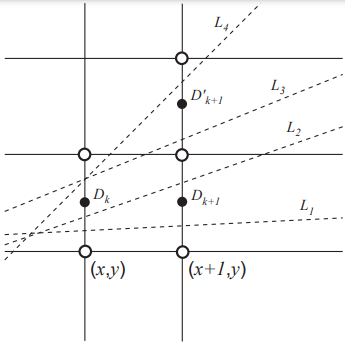 L4
D'k+1
L3
L2
Dk
Dk+1
L1
(x,y)
(x+1,y)